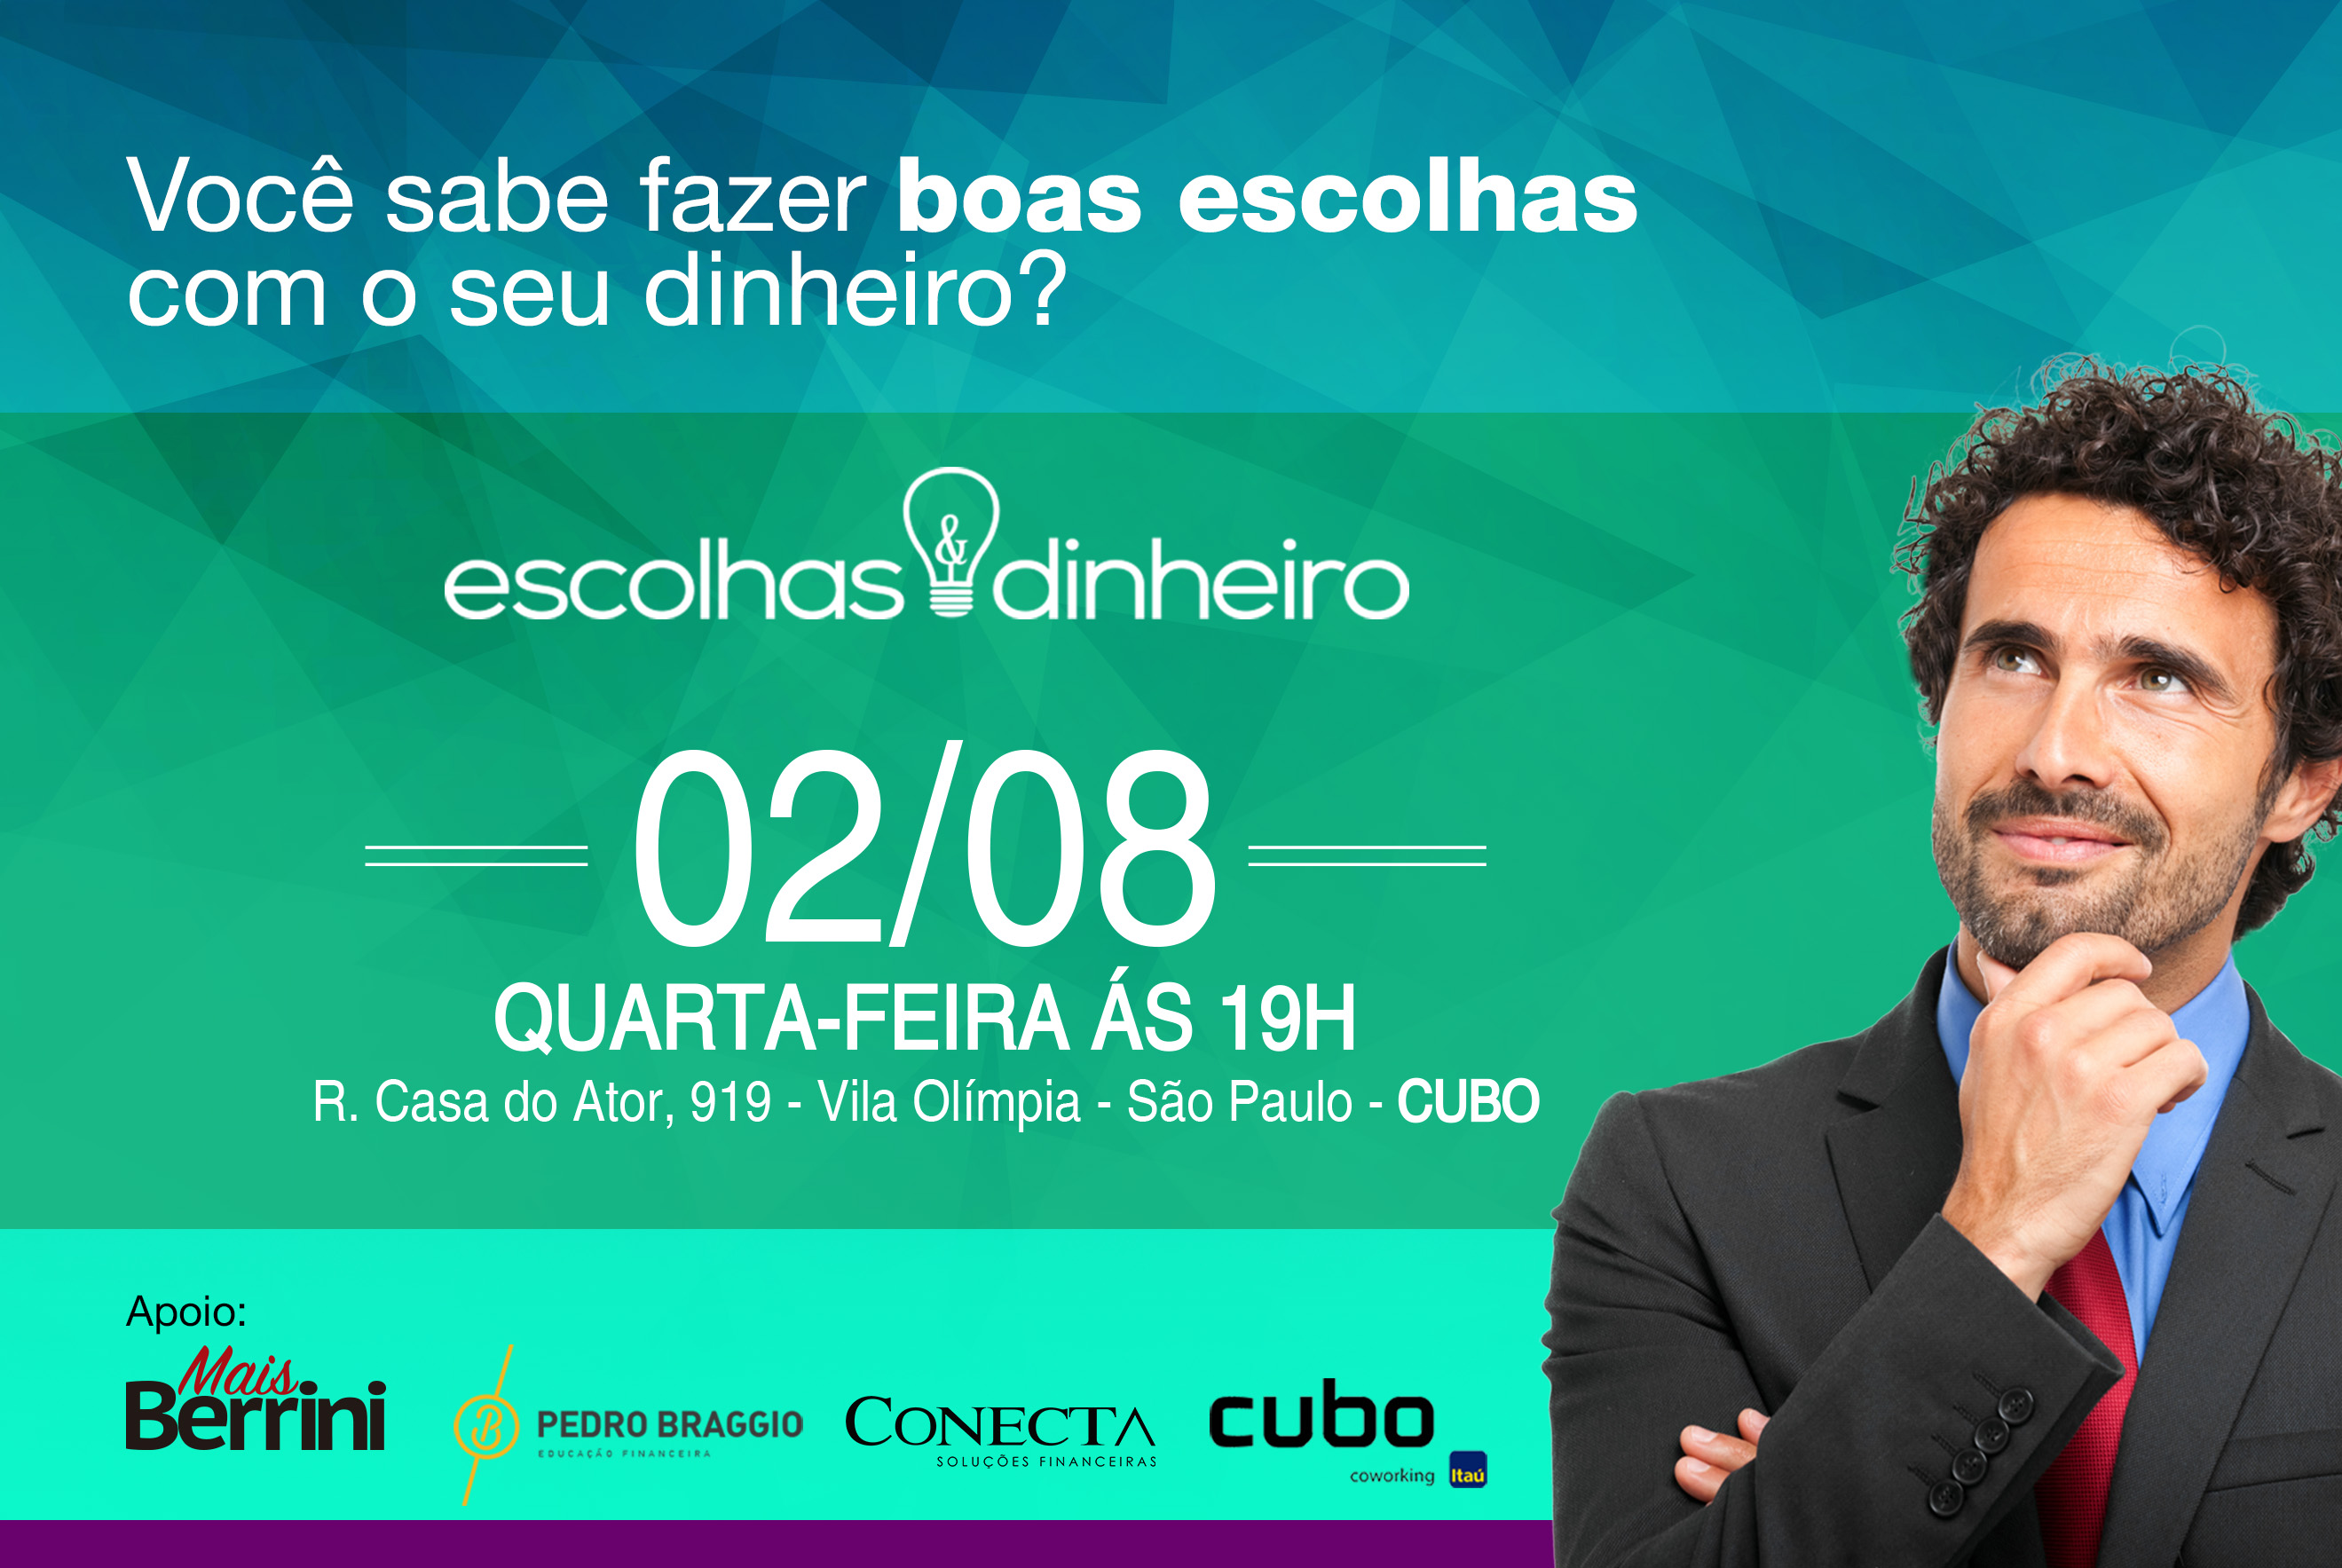 Você sabe fazer boas escolhas
com o seu dinheiro?
escolhas & dinheiro
02/08
QUARTA-FEIRA ÁS 19H
R. Casa do Ator, 919 - Vila Olímpia - São Paulo - CUBO
Apoio:
Mais
Berrini
B PEDRO BRAGGIO
EDUCAÇÃO FINANCEIRA
CONECTA
SOLUÇÕES FINANCEIRAS
cubo
coworking Itaú